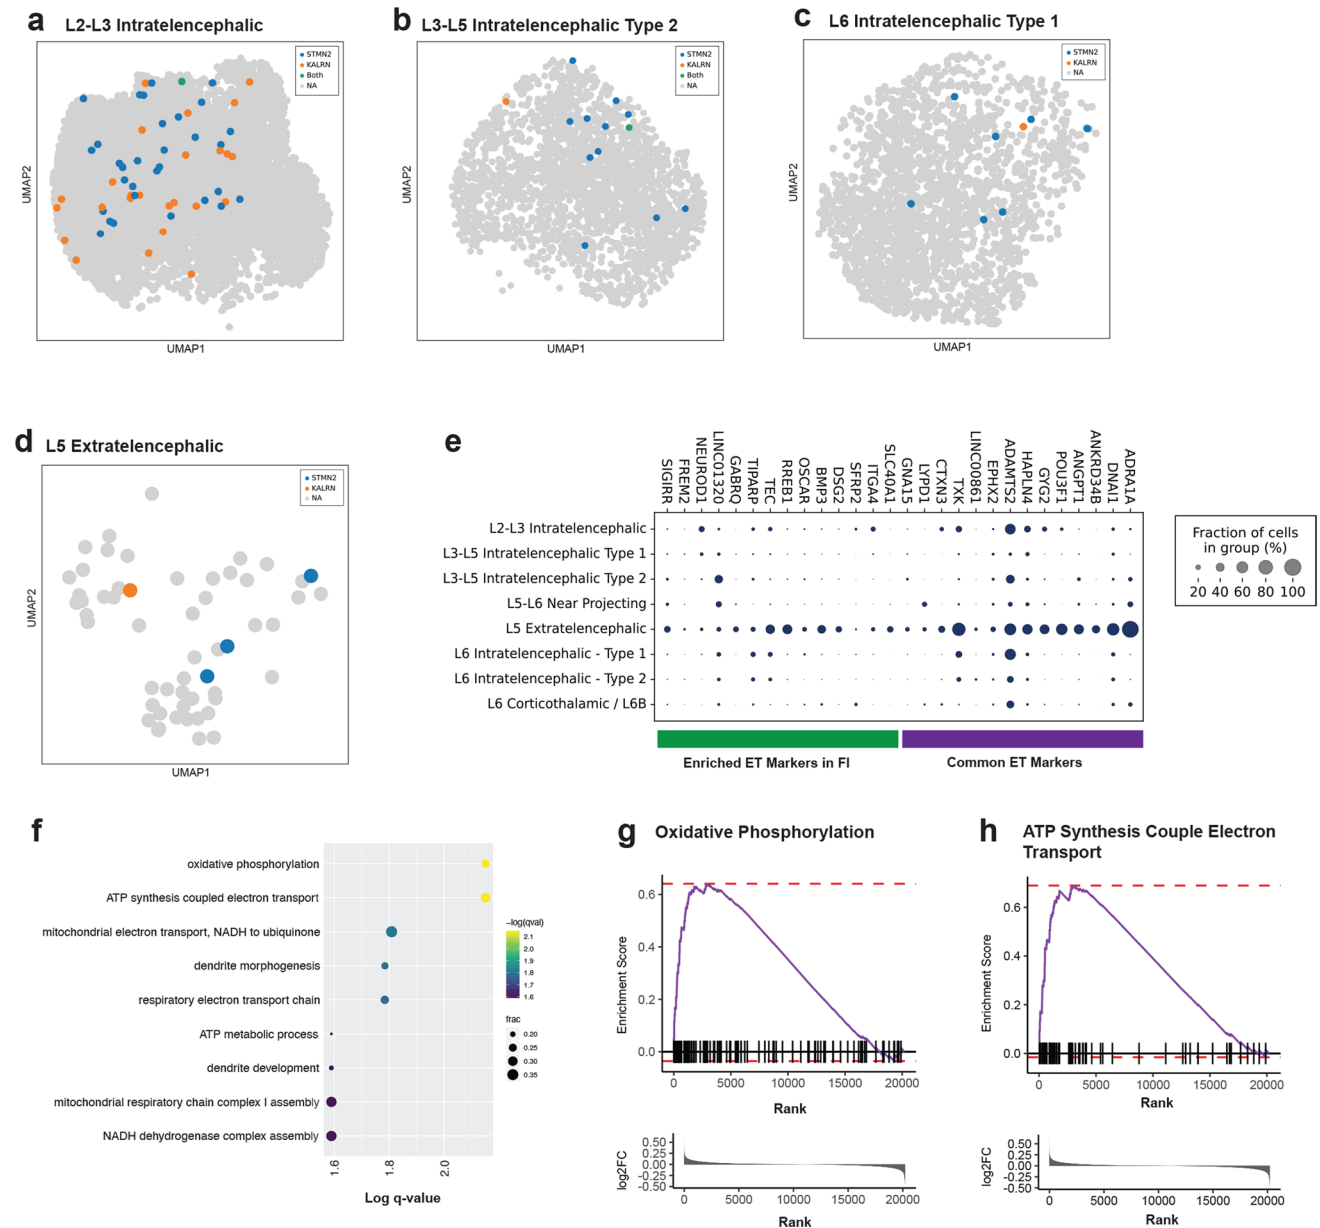 a
L2-L3 Intratelencephalic
STMN2
KALRN
Both
NA
UMAP2
UMAP1
b
L3-L5 Intratelencephalic Type 2
STMN2
KALRN
Both
NA
UMAP2
UMAP1
c
L6 Intratelencephalic Type 1
STMN2
KALRN
NA
UMAP2
UMAP1
d
L5 Extratelencephalic
STMN2
KALRN
NA
UMAP2
UMAP1
e
SIGIRR
FREM2
NEUROD1
LINC01320
GABRQ
TIPARP
TEC
RREB1
OSCAR
BMP3
DSG2
SFRP2
ITGA4
SLC40A1
GNA15
LYPD1
CTXN3
TXK
LINC00861
EPHX2
ADAMTS2
HAPLN4
GYG2
POU3F1
ANGPT1
ANKRD34B
DNAI1
ADRA1A
L2-L3 Intratelencephalic
L3-L5 Intratelencephalic Type 1
L3-L5 Intratelencephalic Type 2
L5-L6 Near Projecting
L5 Extratelencephalic
L6 Intratelencephalic - Type 1
L6 Intratelencephalic - Type 2
L6 Corticothalamic / L6B
Enriched ET Markers in FI
Common ET Markers
Fraction of cells
in group (%)
20 40 60 80 100
f
oxidative phosphorylation
ATP synthesis coupled electron transport
mitochondrial electron transport, NADH to ubiquinone
dendrite morphogenesis
respiratory electron transport chain
ATP metabolic process
dendrite development
mitochondrial respiratory chain complex I assembly
NADH dehydrogenase complex assembly
1.6
1.8
2.0
Log q-value
−log(qval)
2.1
2.0
1.9
1.8
1.7
1.6
frac
0.20
0.25
0.30
0.35
g
Oxidative Phosphorylation
Enrichment Score
0.6
0.4
0.2
0.0
0 5000 10000 15000 20000
Rank
log2FC
0.50
0.25
0.00
−0.25
−0.50
0 5000 10000 15000 20000
Rank
h
ATP Synthesis Couple Electron
Transport
Enrichment Score
0.6
0.4
0.2
0.0
0 5000 10000 15000 20000
Rank
log2FC
0.50
0.25
0.00
−0.25
−0.50
0 5000 10000 15000 20000
Rank